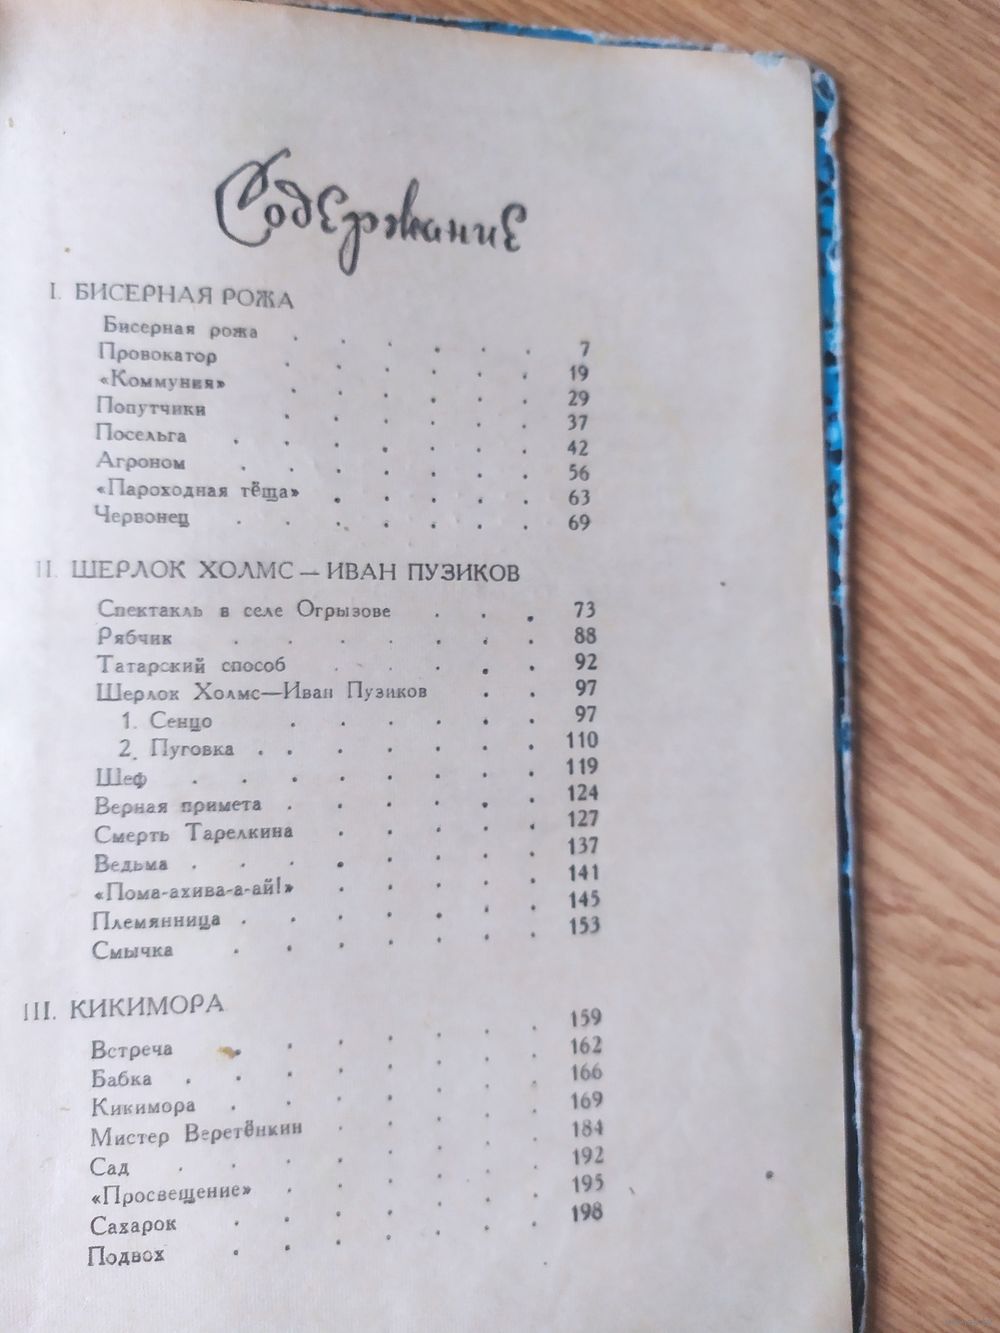 Содержание
I. БИСЕРНАЯ РОЖА
Бисерная рожа . . . . . . 7
Провокатор . . . . . . 19
«Коммуния» . . . . . . 29
Попутчики . . . . . . 37
Посельга . . . . . . . 42
Агроном . . . . . . . 56
«Пароходная тёща» . . . . . 63
Червонец . . . . . . . 69
II. ШЕРЛОК ХОЛМС — ИВАН ПУЗИКОВ
Спектакль в селе Огрызове . . . 73
Рябчик . . . . . . . 88
Татарский способ . . . . . 92
Шерлок Холмс—Иван Пузиков . . 97
1. Сенцо . . . . . . 97
2. Пуговка . . . . . . . 110
Шеф . . . . . . . . 119
Верная примета . . . . . . 124
Смерть Тарелкина . . . . . 127
Ведьма . . . . . . . . 137
«Пома-ахива-а-ай!» . . . . . 141
Племянница . . . . . . . 145
Смычка . . . . . . . 153
III. КИКИМОРА
Встреча . . . . . . . 159
Бабка . . . . . . . . 162
Кикимора . . . . . . . 166
Мистер Веретёнкин . . . . . 169
Сад . . . . . . . . 184
«Просвещение» . . . . . . 192
Сахарок . . . . . . . 195
Подвох . . . . . . . 198